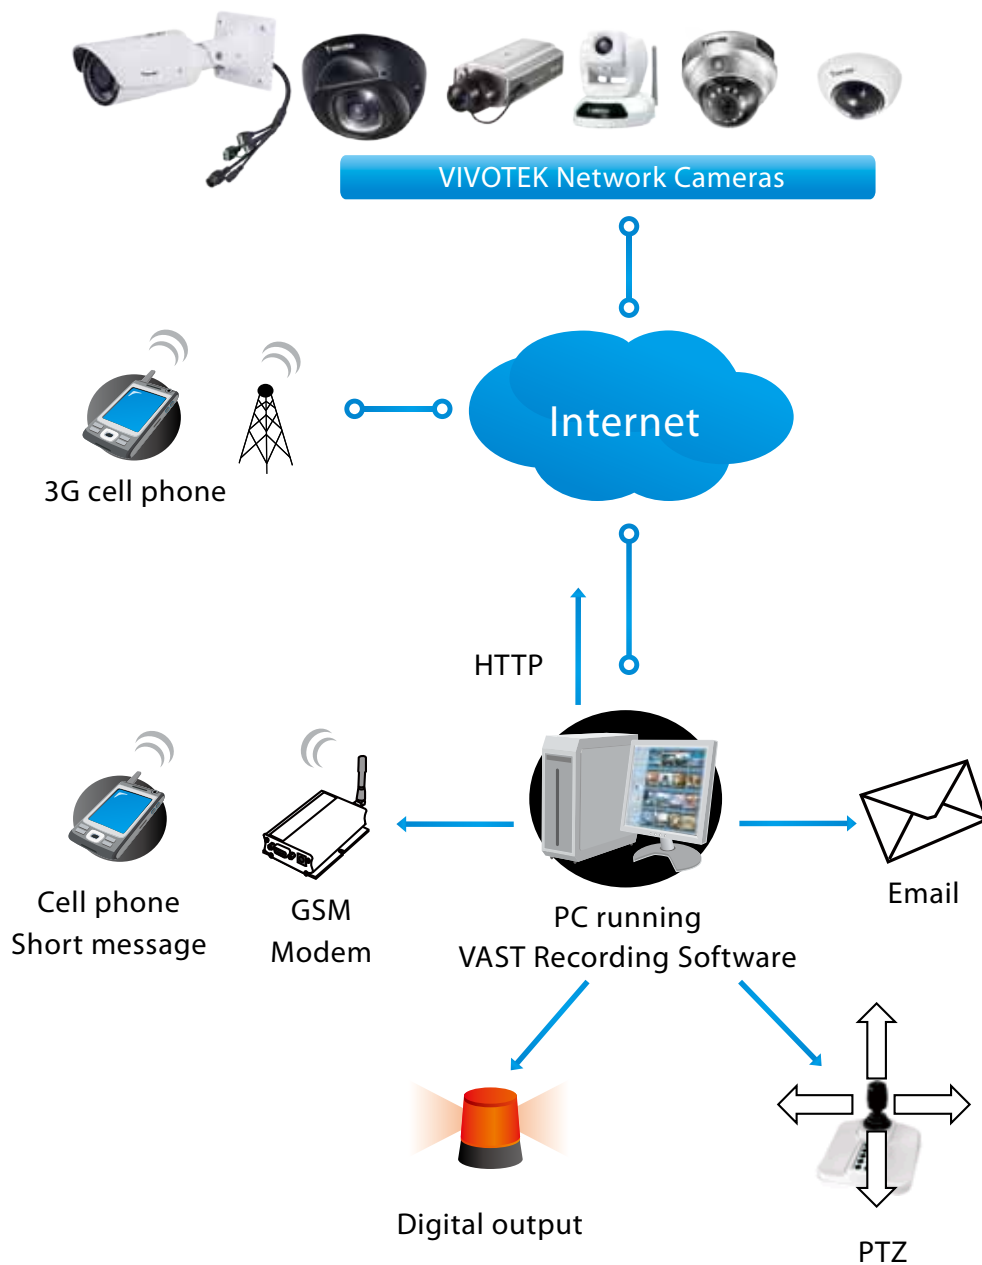 VIVOTEK Network Cameras
Internet
3G cell phone
HTTP
Cell phone
Short message
GSM
Modem
PC running
VAST Recording Software
Email
Digital output
PTZ